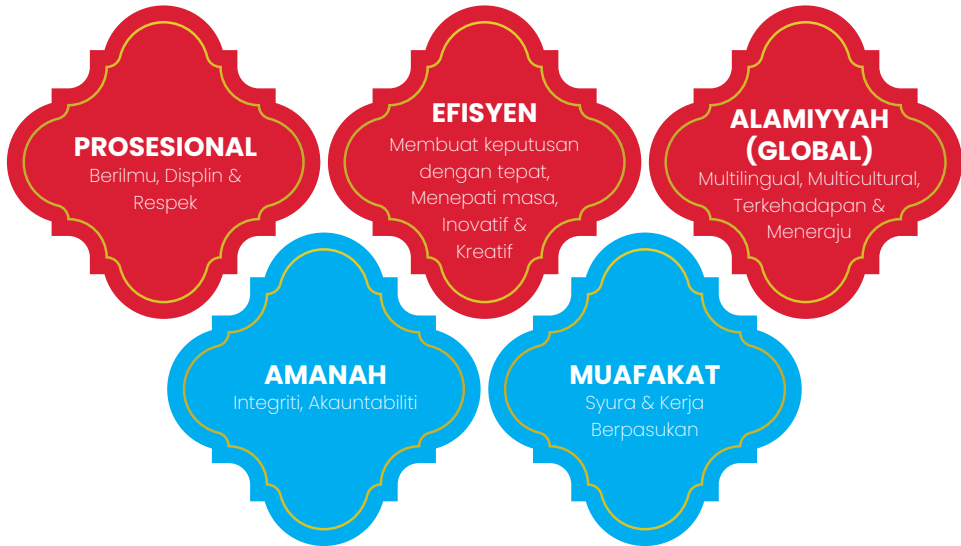 PROSESIONAL
Berilmu, Displin &
Respek
EFISYEN
Membuat keputusan
dengan tepat,
Menepati masa,
Inovatif &
Kreatif
ALAMIYYAH
(GLOBAL)
Multilingual, Multicultural,
Terkehadapan &
Meneraju
AMANAH
Integriti, Akauntabiliti
MUAFAKAT
Syura & Kerja
Berpasukan